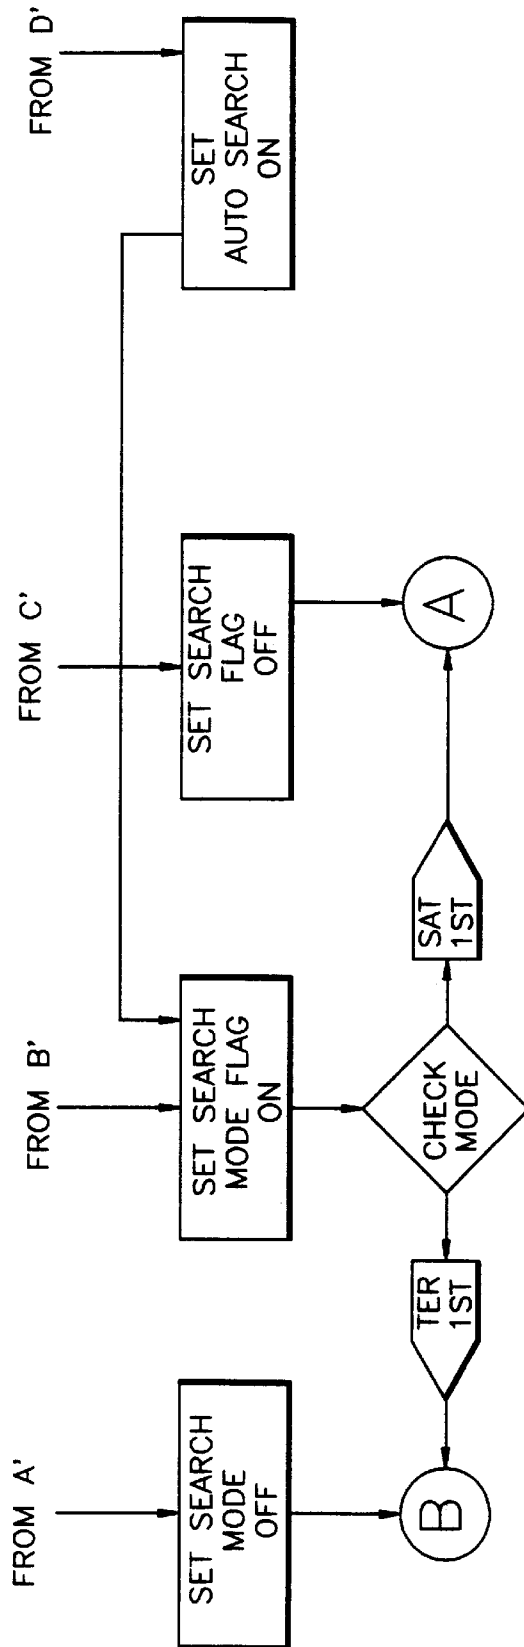 FROM A'
FROM B'
FROM C'
FROM D'
SET SEARCH
MODE
OFF
SET SEARCH
MODE FLAG
ON
SET SEARCH
FLAG
OFF
SET
AUTO SEARCH
ON
B
TER
1ST
CHECK
MODE
SAT
1ST
A